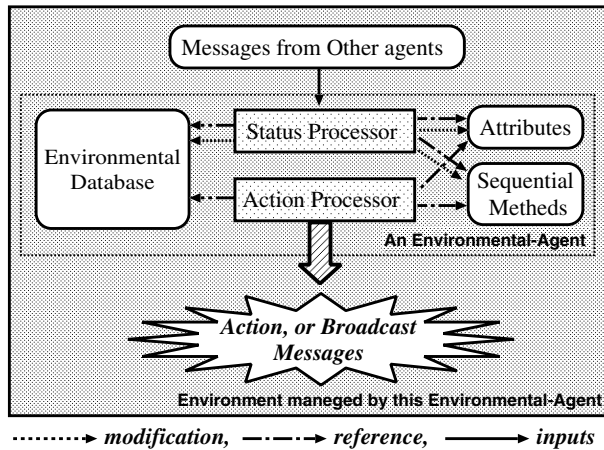 Messages from Other agents
Environmental
Database
Status Processor
Action Processor
Attributes
Sequential
Metheds
An Environmental-Agent
Action, or Broadcast
Messages
Environment maneged by this Environmental-Agent
modification, reference, inputs